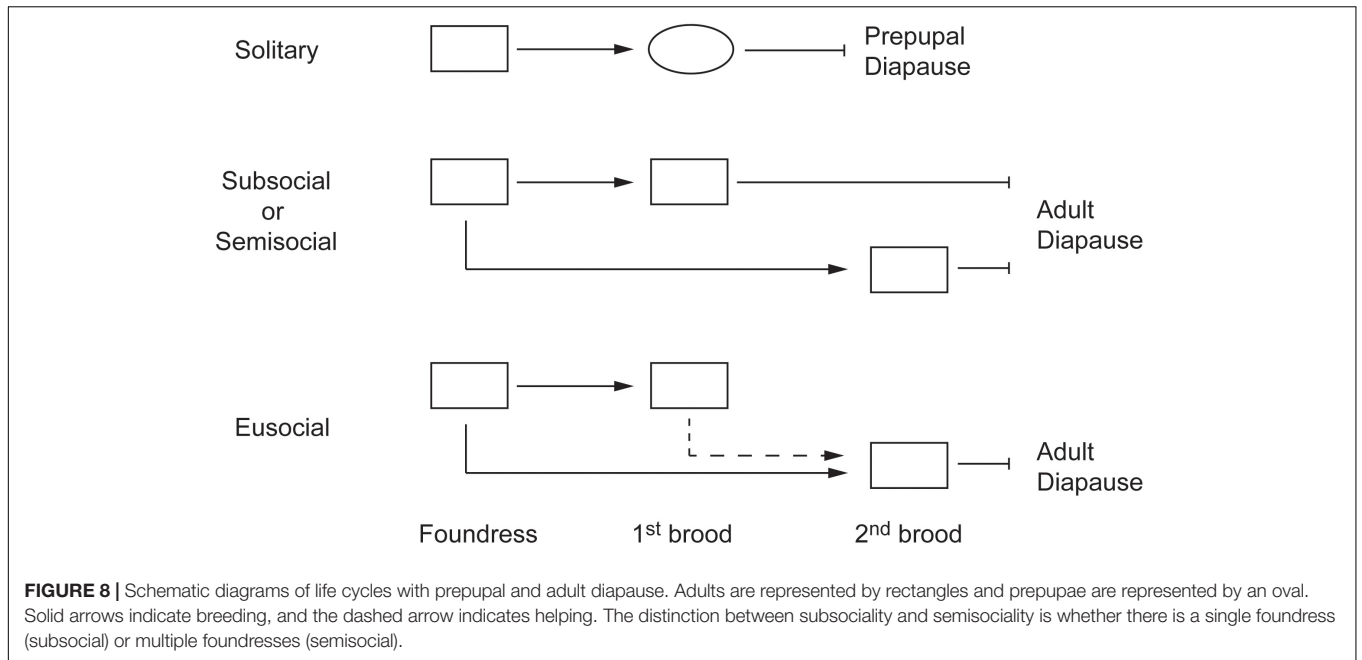 Solitary
Prepupal
Diapause
Subsocial
or
Semisocial
Adult
Diapause
Eusocial
Adult
Diapause
Foundress 1st brood 2nd brood
FIGURE 8 | Schematic diagrams of life cycles with prepupal and adult diapause. Adults are represented by rectangles and prepupae are represented by an oval.
Solid arrows indicate breeding, and the dashed arrow indicates helping. The distinction between subsociality and semisociality is whether there is a single foundress
(subsocial) or multiple foundresses (semisocial).